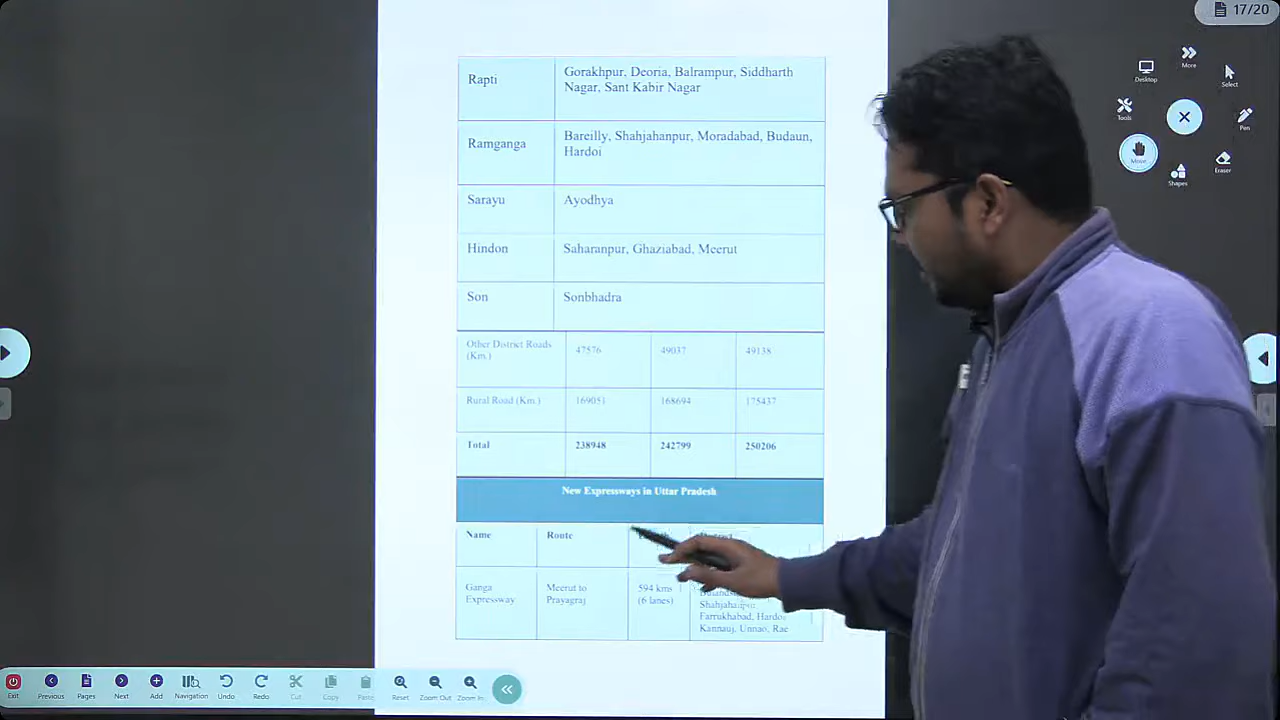 17/20
Desktop
More
Select
Tools
Pen
Move
Shapes
Eraser
Rapti
Gorakhpur, Deoria, Balrampur, Siddharth
Nagar, Sant Kabir Nagar
Ramganga
Bareilly, Shahjahanpur, Moradabad, Budaun,
Hardoi
Sarayu
Ayodhya
Hindon
Saharanpur, Ghaziabad, Meerut
Son
Sonbhadra
Other District Roads
(Km.)
47576
49037
49138
Rural Road (Km.)
169051
168694
175437
Total
238948
242799
250206
New Expressways in Uttar Pradesh
Name
Route
Ganga
Expressway
Meerut to
Prayagraj
594 kms
(6 lanes)
Shahjahanpur
Farrukhabad, Hardoi
Kannauj, Unnao, Rae
Exit
Previous
Pages
Next
Add
Navigation
Undo
Redo
Cut
Copy
Paste
Reset
Zoom Out
Zoom In